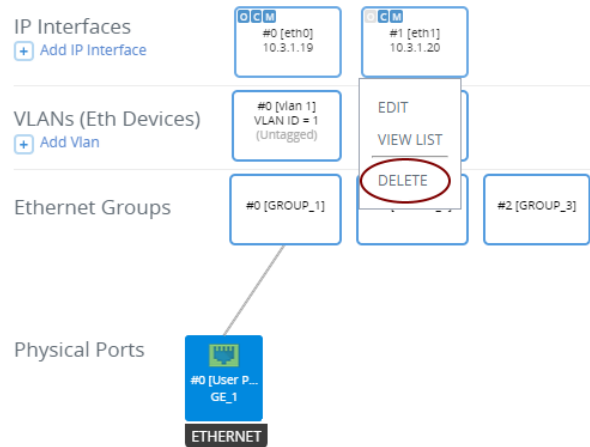 IP Interfaces
+ Add IP Interface
O C M
#0 [eth0]
10.3.1.19
O C M
#1 [eth1]
10.3.1.20
VLANs (Eth Devices)
+ Add Vlan
#0 [vlan 1]
VLAN ID = 1
(Untagged)
EDIT
VIEW LIST
DELETE
Ethernet Groups
#0 [GROUP_1]
#2 [GROUP_3]
Physical Ports
#0 [User P...
GE_1
ETHERNET